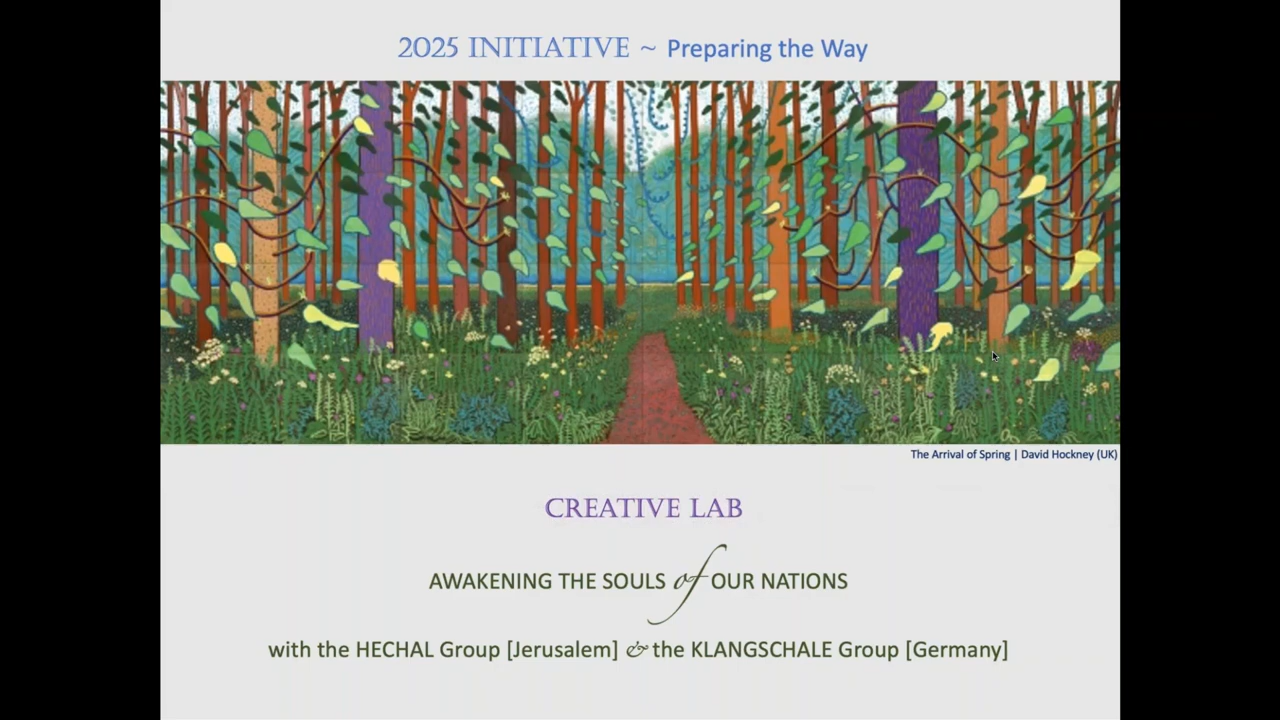 2025 INITIATIVE ~ Preparing the Way
The Arrival of Spring | David Hockney (UK)
CREATIVE LAB
AWAKENING THE SOULS of OUR NATIONS
with the HECHAL Group [Jerusalem] & the KLANGSCHALE Group [Germany]